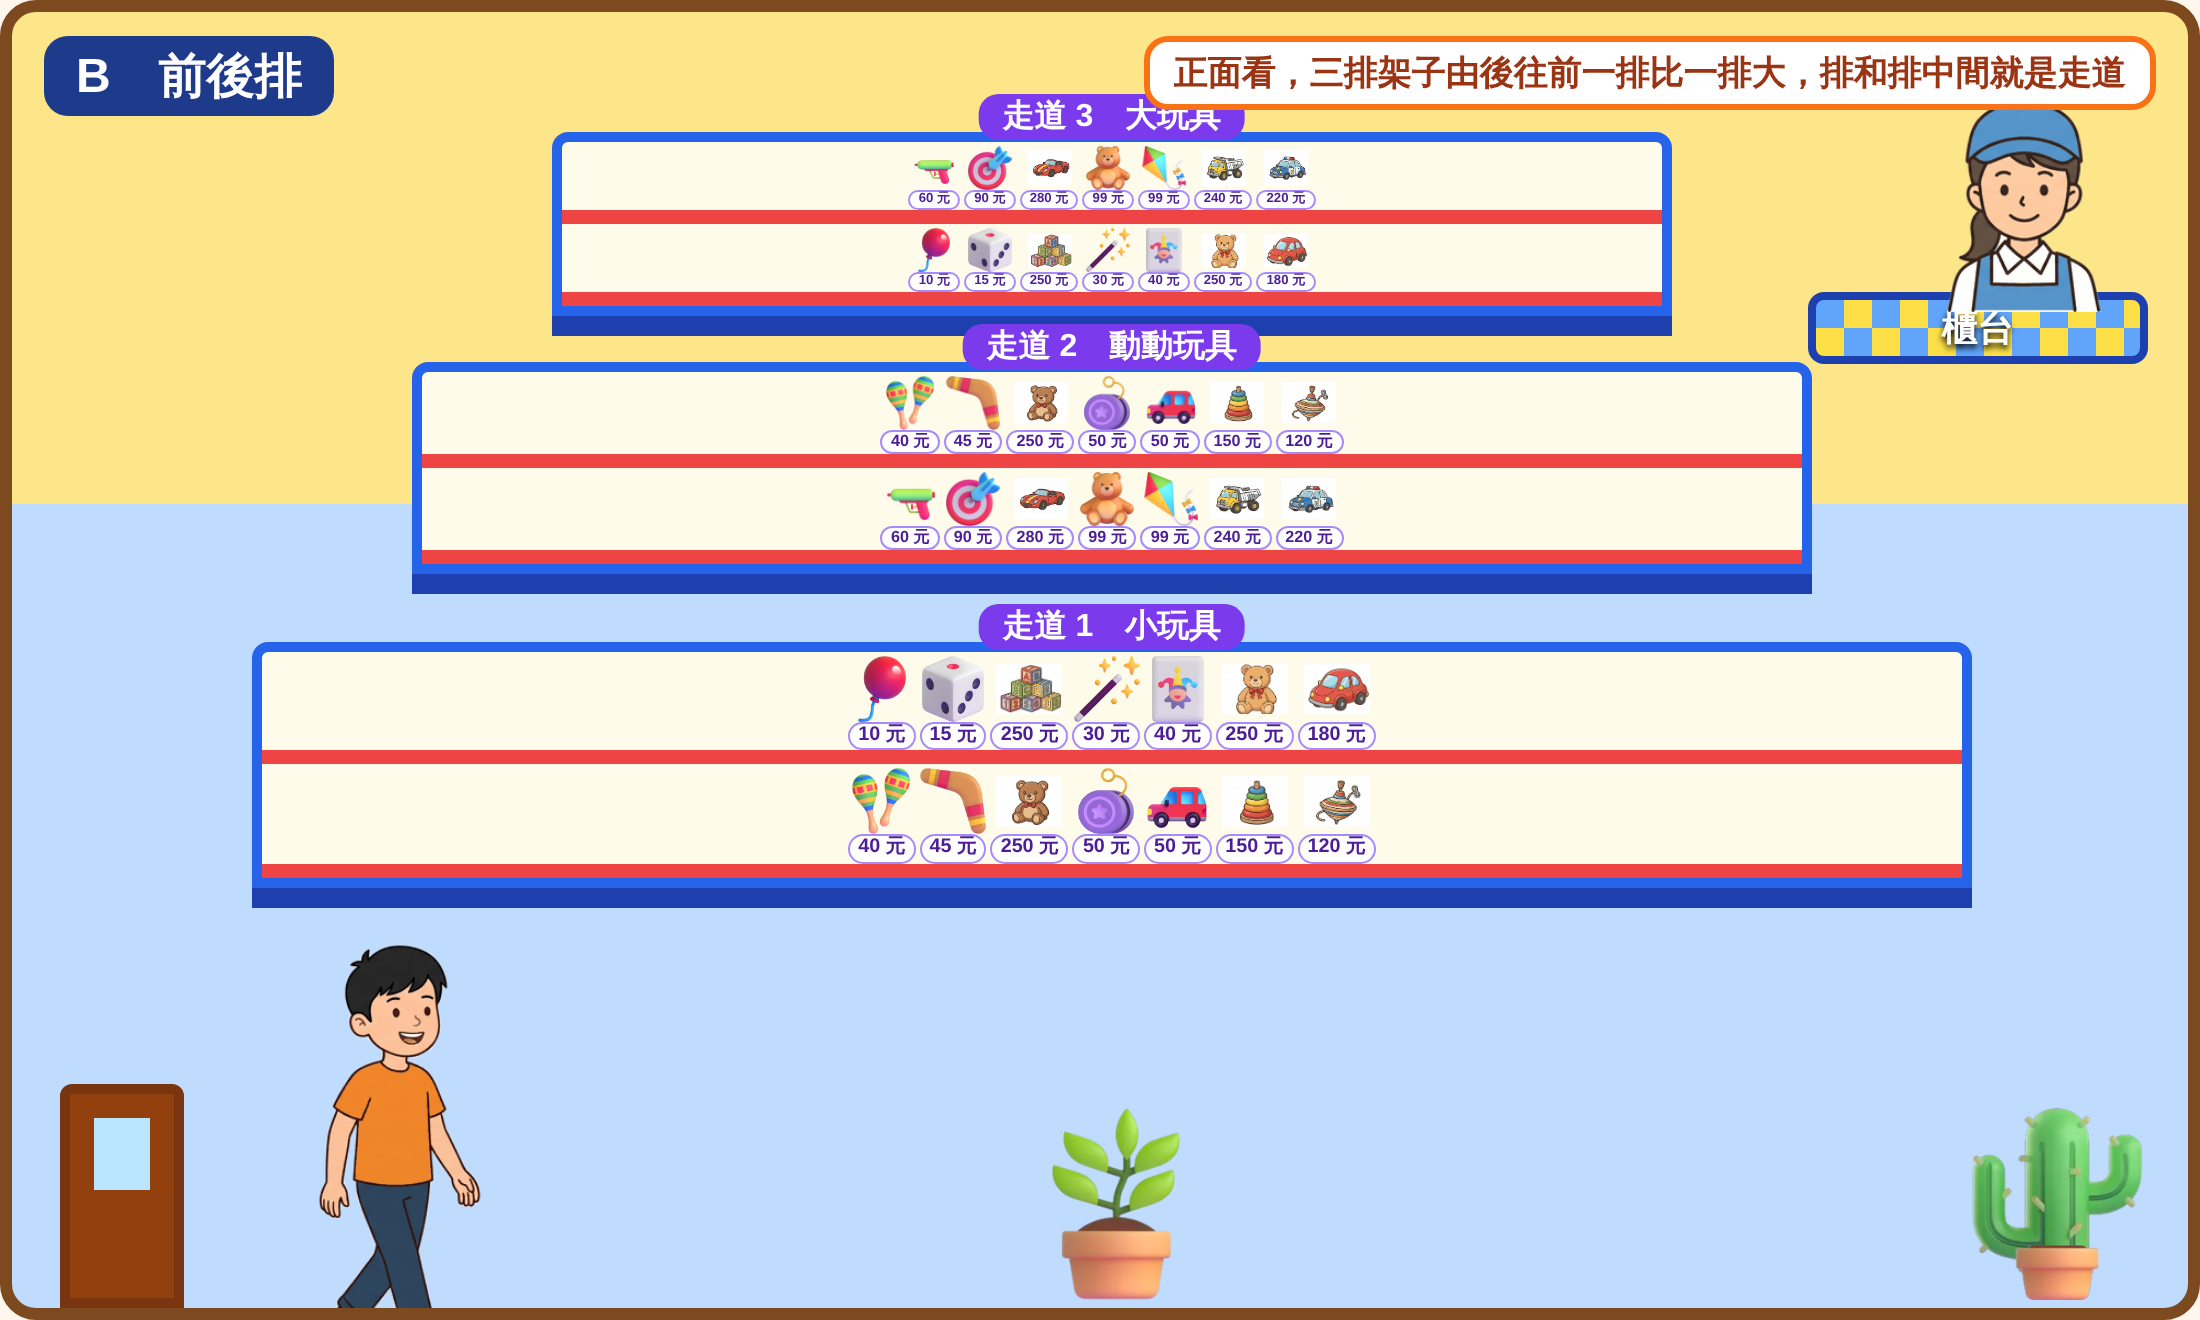 B 前後排
正面看，三排架子由後往前一排比一排大，排和排中間就是走道
走道 3 大玩具
60 元 90 元 280 元 99 元 99 元 240 元 220 元
10 元 15 元 250 元 30 元 40 元 250 元 180 元
櫃台
走道 2 動動玩具
40 元 45 元 250 元 50 元 50 元 150 元 120 元
60 元 90 元 280 元 99 元 99 元 240 元 220 元
走道 1 小玩具
10 元 15 元 250 元 30 元 40 元 250 元 180 元
40 元 45 元 250 元 50 元 50 元 150 元 120 元